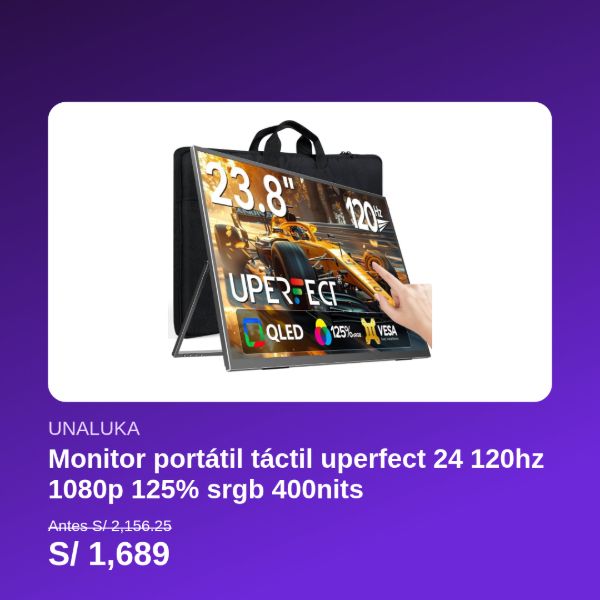 23.8"
120Hz
UPERFECT
QLED
125% sRGB
VESA
UNALUKA
Monitor portátil táctil uperfect 24 120hz
1080p 125% srgb 400nits
Antes S/ 2,156.25
S/ 1,689